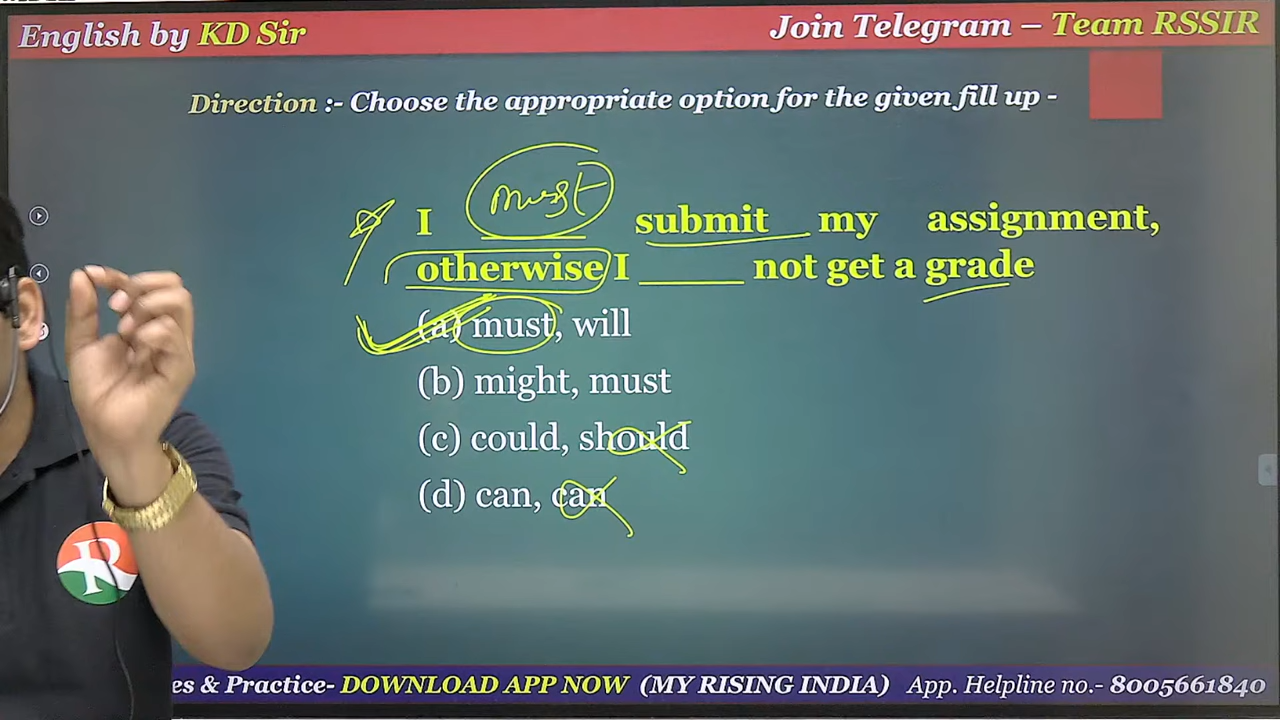 English by KD Sir
Join Telegram – Team RSSIR
Direction :- Choose the appropriate option for the given fill up -
must
I ______ submit my assignment,
otherwise I ______ not get a grade
(a) must, will
(b) might, must
(c) could, should
(d) can, can
R
es & Practice- DOWNLOAD APP NOW (MY RISING INDIA) App. Helpline no.- 8005661840